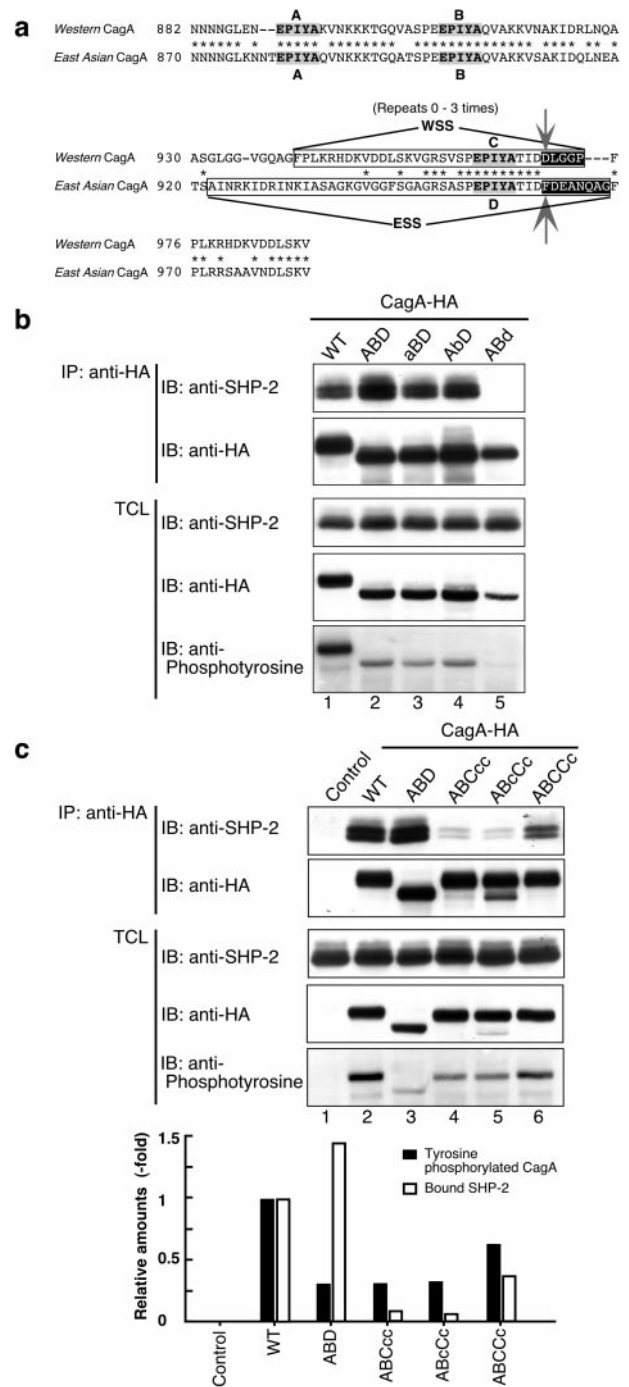 a
A B
Western CagA 882 NNNNGLEN--EPIYAKVNKKKTGQVASPEEPIYAQVAKKVNAKIDRLNQA
East Asian CagA 870 NNNNGLKNNTEPIYAQVNKKKTGQATSPEEPIYAQVAKKVSAKIDQLNEA
A B
(Repeats 0 - 3 times)
WSS
C
Western CagA 930 ASGLGG-VGQAGFPLKRHDKVDDLSKVGRSVSPEPIYATIDDLGGP---F
East Asian CagA 920 TSAINRKIDRINKIASAGKGVGGFSGAGRSASPEPIYATIDFDEANQAGF
D
ESS
Western CagA 976 PLKRHDKVDDLSKV
East Asian CagA 970 PLRRSAAVNDLSKV
b
CagA-HA
WT ABD aBD AbD ABd
IP: anti-HA
IB: anti-SHP-2
IB: anti-HA
TCL
IB: anti-SHP-2
IB: anti-HA
IB: anti-
Phosphotyrosine
1 2 3 4 5
c
CagA-HA
Control WT ABD ABCcc ABcCc ABCCc
IP: anti-HA
IB: anti-SHP-2
IB: anti-HA
TCL
IB: anti-SHP-2
IB: anti-HA
IB: anti-
Phosphotyrosine
1 2 3 4 5 6
Relative amounts (-fold)
1.5
1
0.5
0
Tyrosine
phosphorylated CagA
Bound SHP-2
Control WT ABD ABCcc ABcCc ABCCc